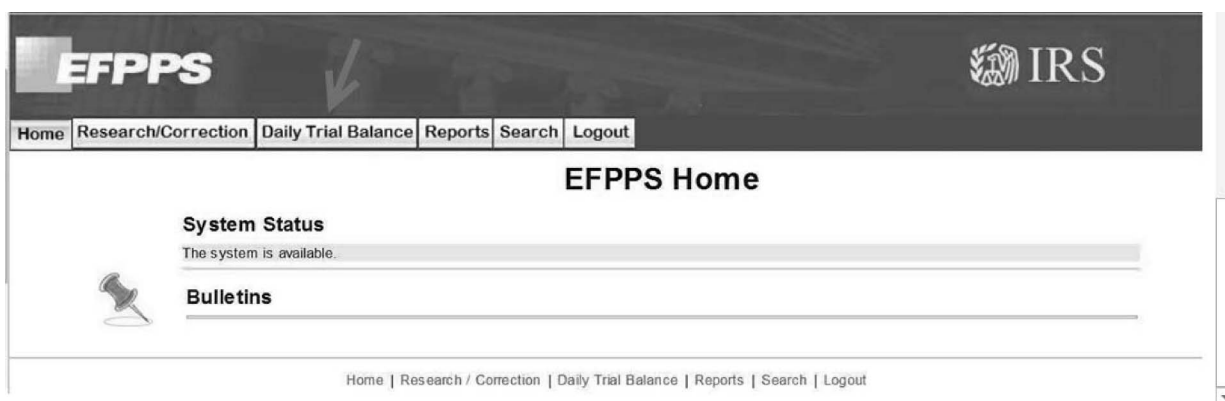 EFPPS
IRS
Home Research/Correction Daily Trial Balance Reports Search Logout
EFPPS Home
System Status
The system is available.
Bulletins
Home | Research / Correction | Daily Trial Balance | Reports | Search | Logout